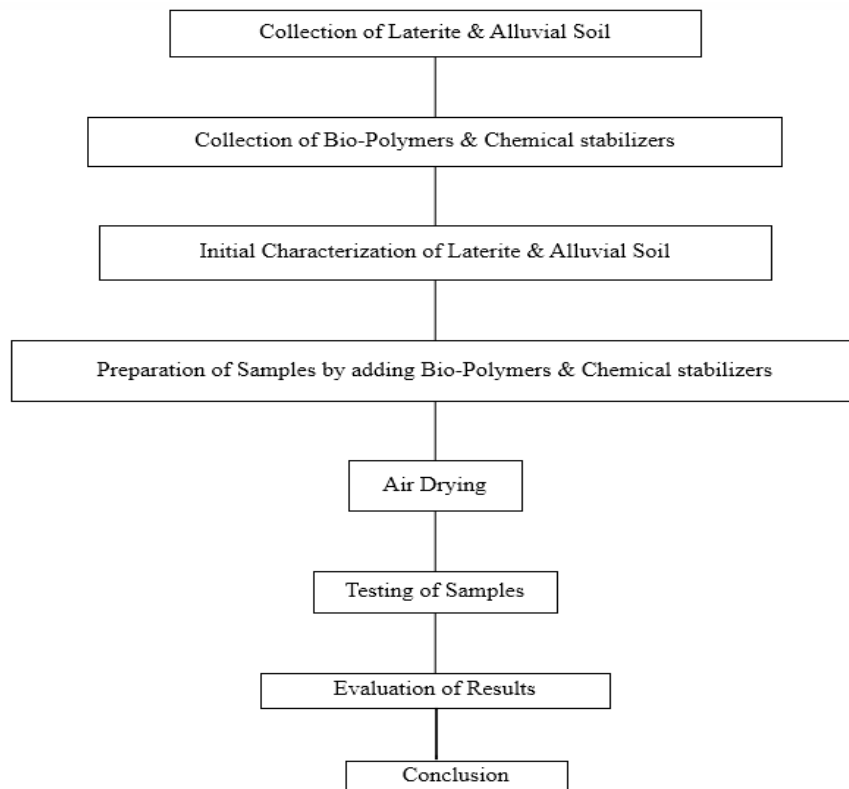 Collection of Laterite & Alluvial Soil
Collection of Bio-Polymers & Chemical stabilizers
Initial Characterization of Laterite & Alluvial Soil
Preparation of Samples by adding Bio-Polymers & Chemical stabilizers
Air Drying
Testing of Samples
Evaluation of Results
Conclusion